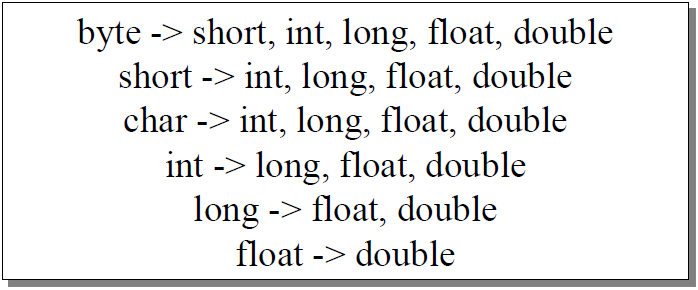 byte -> short, int, long, float, double
short -> int, long, float, double
char -> int, long, float, double
int -> long, float, double
long -> float, double
float -> double